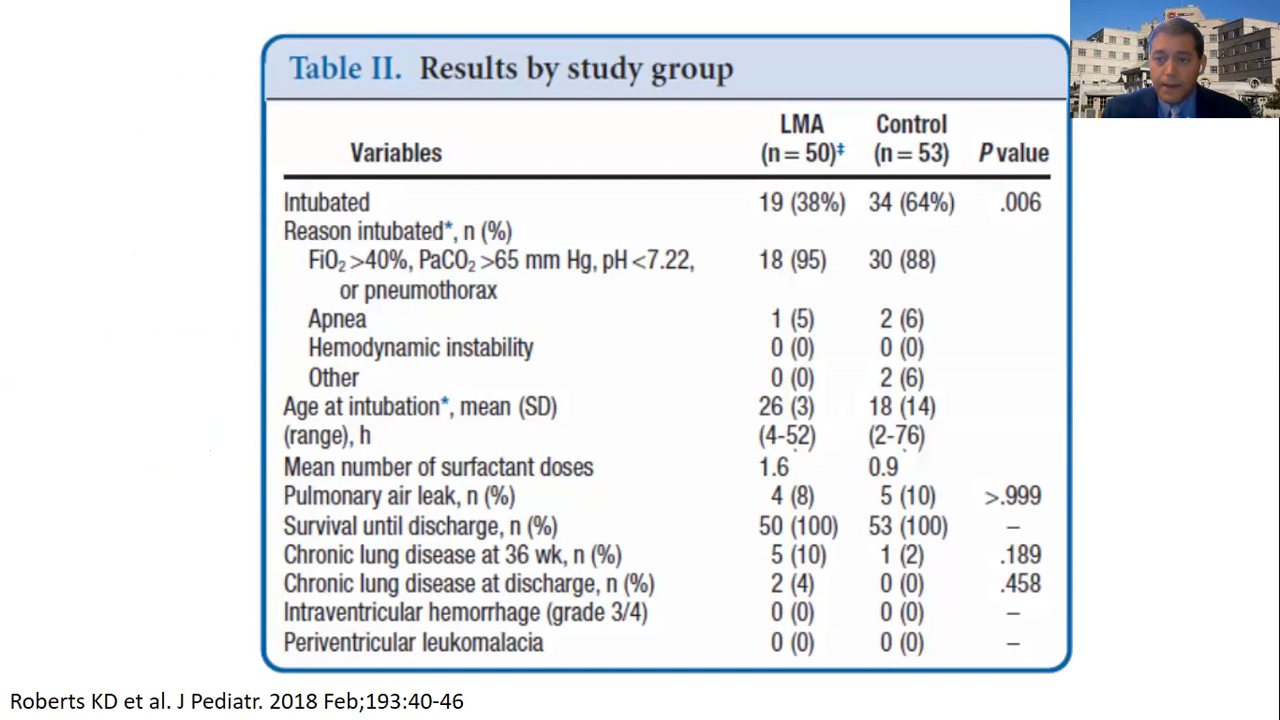 Table II. Results by study group
LMA Control
Variables (n = 50)‡ (n = 53) P value
Intubated 19 (38%) 34 (64%) .006
Reason intubated*, n (%)
FiO₂ >40%, PaCO₂ >65 mm Hg, pH <7.22, 18 (95) 30 (88)
or pneumothorax
Apnea 1 (5) 2 (6)
Hemodynamic instability 0 (0) 0 (0)
Other 0 (0) 2 (6)
Age at intubation*, mean (SD) 26 (3) 18 (14)
(range), h (4-52) (2-76)
Mean number of surfactant doses 1.6 0.9
Pulmonary air leak, n (%) 4 (8) 5 (10) >.999
Survival until discharge, n (%) 50 (100) 53 (100) –
Chronic lung disease at 36 wk, n (%) 5 (10) 1 (2) .189
Chronic lung disease at discharge, n (%) 2 (4) 0 (0) .458
Intraventricular hemorrhage (grade 3/4) 0 (0) 0 (0) –
Periventricular leukomalacia 0 (0) 0 (0) –
Roberts KD et al. J Pediatr. 2018 Feb;193:40-46